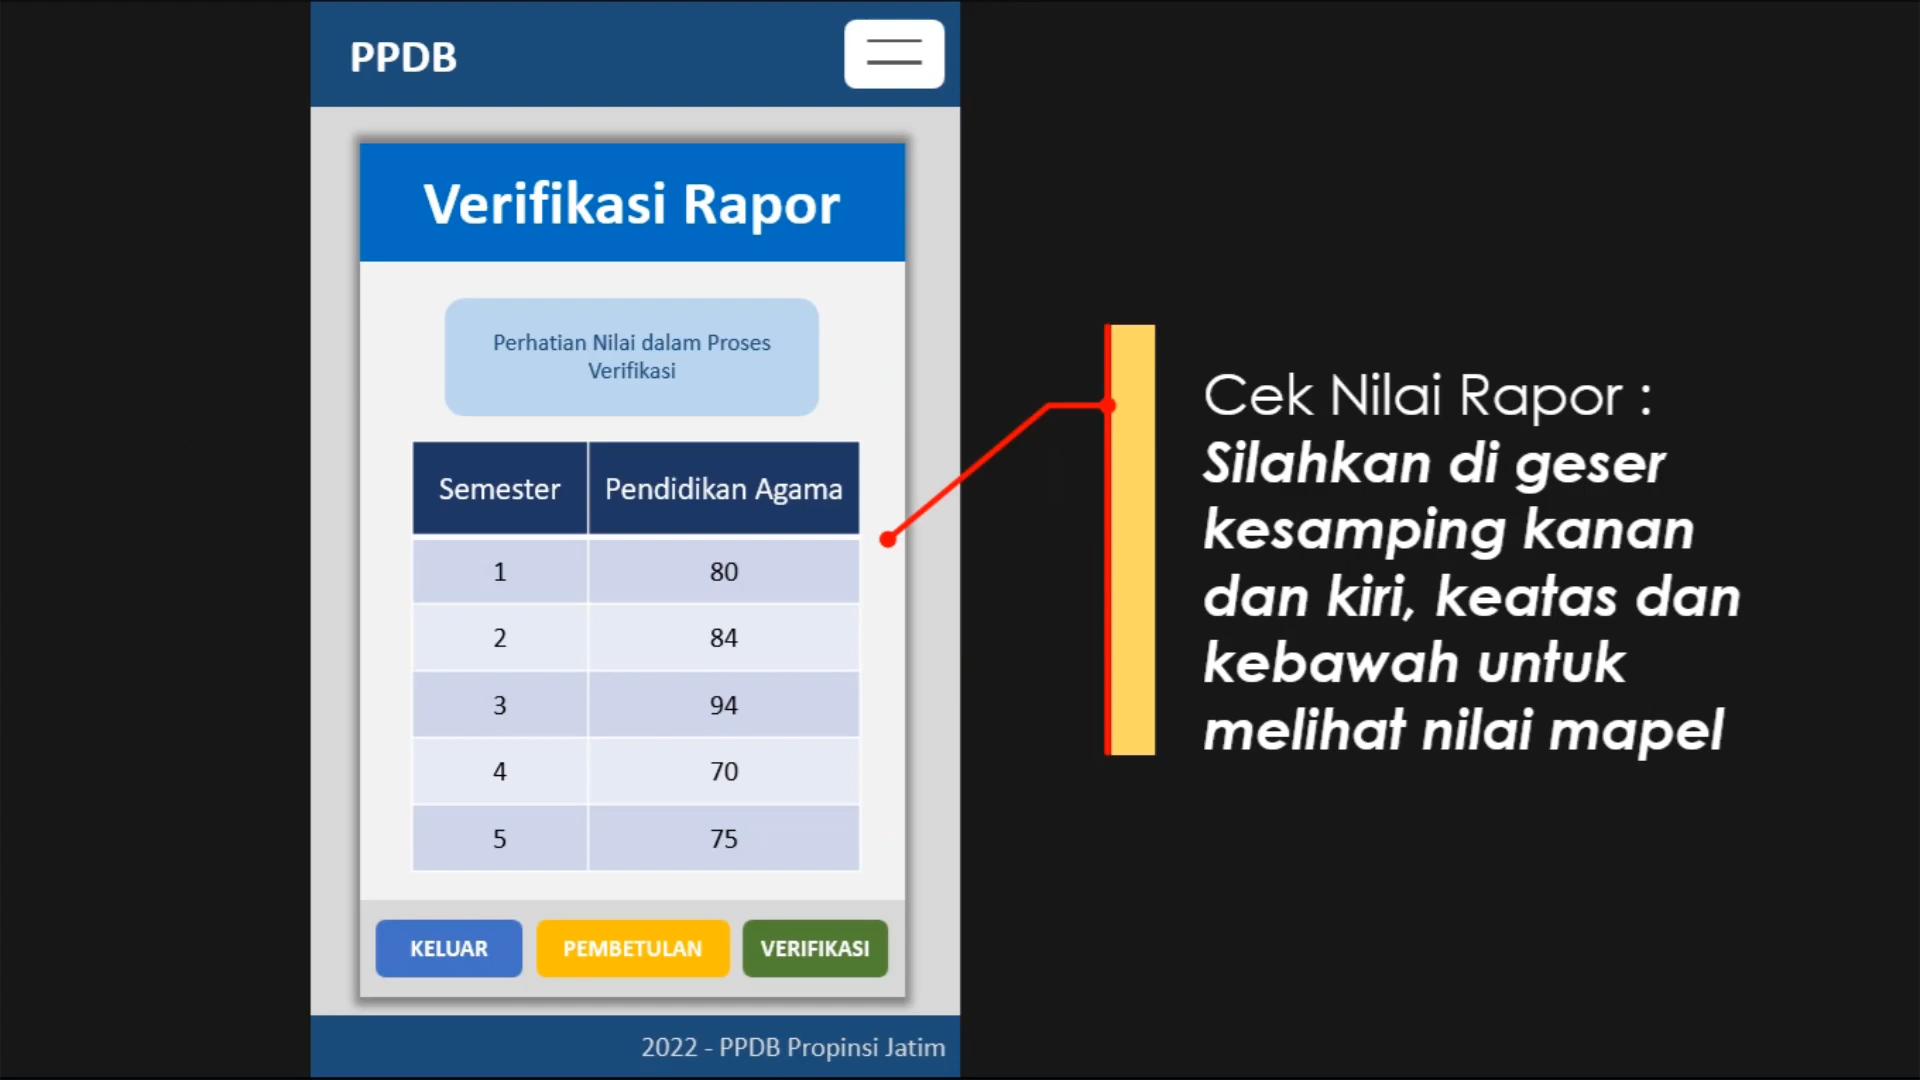 PPDB
Verifikasi Rapor
Perhatian Nilai dalam Proses
Verifikasi
Semester Pendidikan Agama
1 80
2 84
3 94
4 70
5 75
KELUAR PEMBETULAN VERIFIKASI
2022 - PPDB Propinsi Jatim
Cek Nilai Rapor :
Silahkan di geser
kesamping kanan
dan kiri, keatas dan
kebawah untuk
melihat nilai mapel